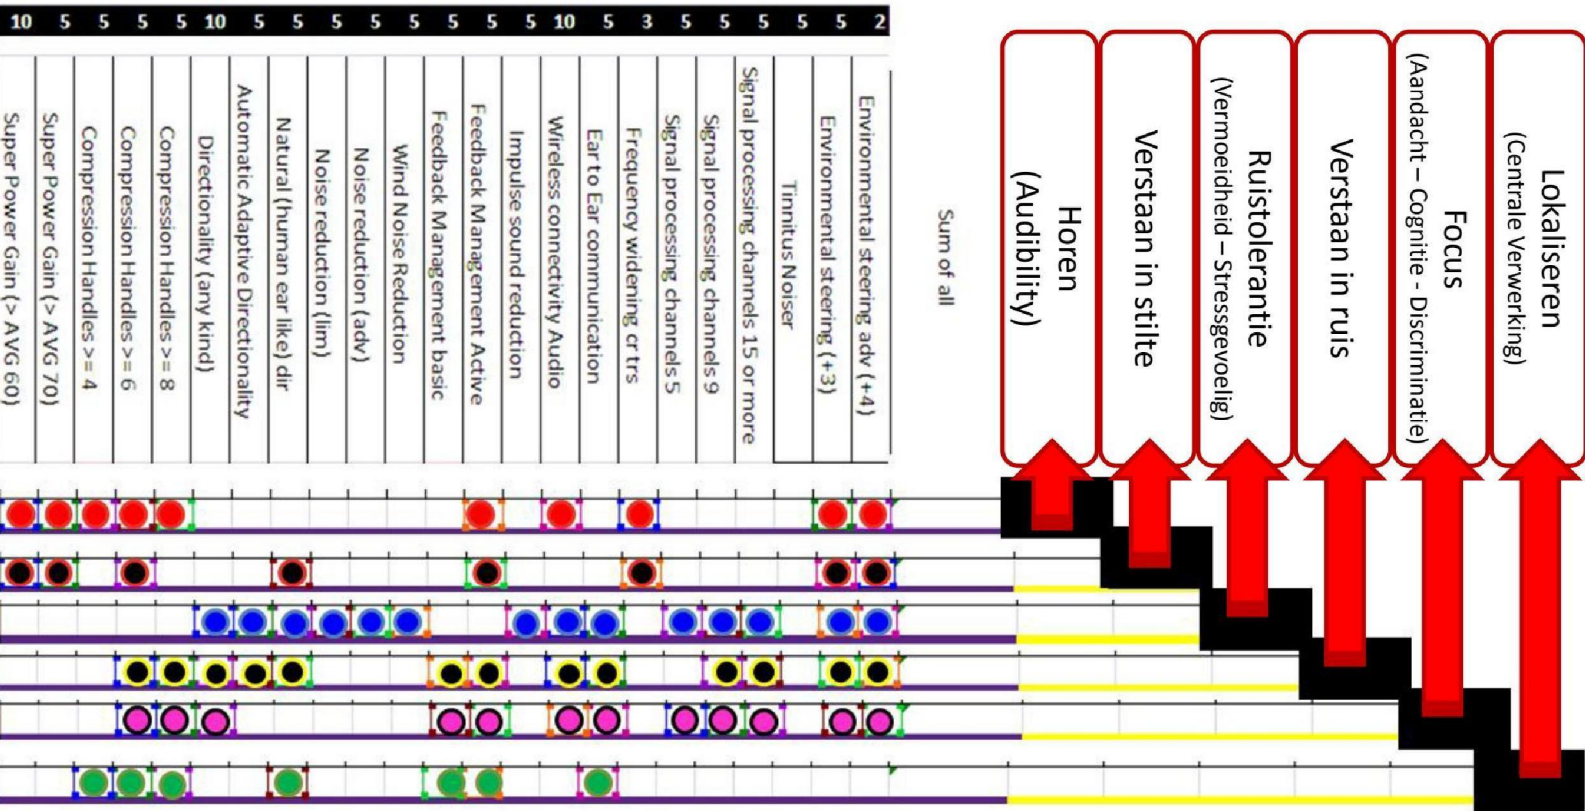 10 5 5 5 5 10 5 5 5 5 5 5 5 5 10 5 3 5 5 5 5 5 2
Super Power Gain (> AVG 60)
Super Power Gain (> AVG 70)
Compression Handles >= 4
Compression Handles >= 6
Compression Handles >= 8
Directionality (any kind)
Automatic Adaptive Directionality
Natural (human ear like) dir
Noise reduction (lim)
Noise reduction (adv)
Wind Noise Reduction
Feedback Management basic
Feedback Management Active
Impulse sound reduction
Wireless connectivity Audio
Ear to Ear communication
Frequency widening cr trs
Signal processing channels 5
Signal processing channels 9
Signal processing channels 15 or more
Tinnitus Noiser
Environmental steering (+3)
Environmental steering adv (+4)
Sum of all
Horen
(Audibility)
Verstaan in stilte
Ruistolerantie
(Vermoeidheid – Stressgevoelig)
Verstaan in ruis
Focus
(Aandacht – Cognitie - Discriminatie)
Lokaliseren
(Centrale Verwerking)